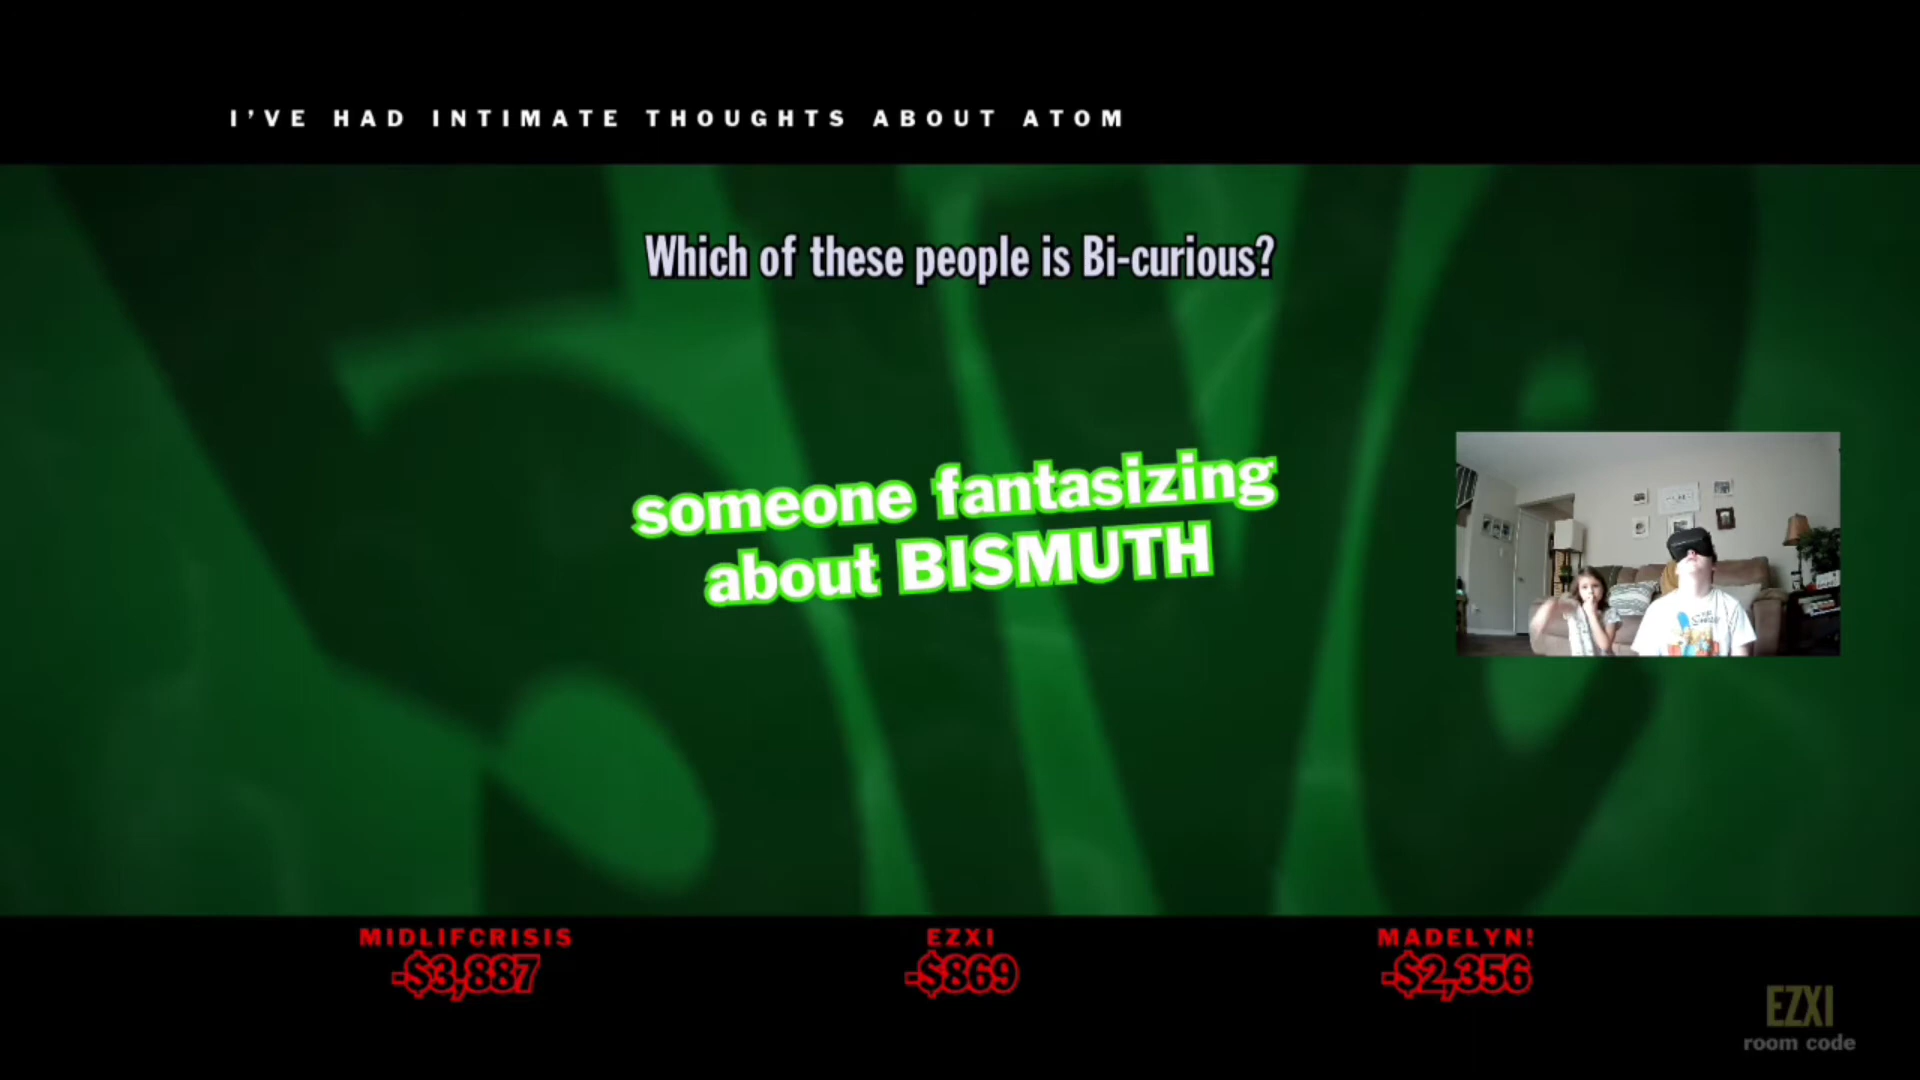 I'VE HAD INTIMATE THOUGHTS ABOUT ATOM
Which of these people is Bi-curious?
someone fantasizing
about BISMUTH
MIDLIFCRISIS
-$3,887
EZXI
-$869
MADELYN!
-$2,356
EZXI
room code